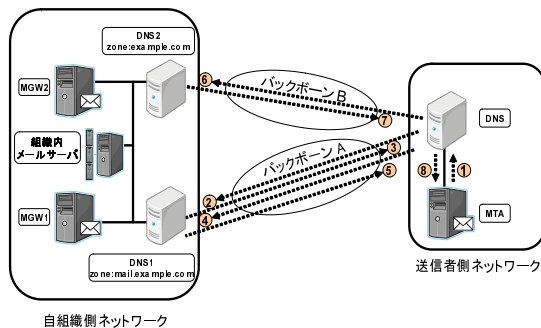 DNS2
zone:example.com
MGW2
組織内
メールサーバ
MGW1
DNS1
zone:mail.example.com
自組織側ネットワーク
バックボーン B
バックボーン A
⑥
⑦
③
⑤
②
④
⑧
①
DNS
MTA
送信者側ネットワーク